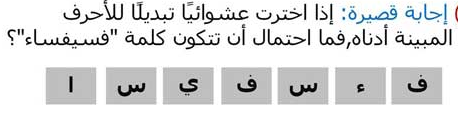 إجابة قصيرة: إذا اخترت عشوائيًا تبديلًا للأحرف
المبينة أدناه,فما احتمال أن تتكون كلمة "فسيفساء"؟
ف ء س ف ي س ا